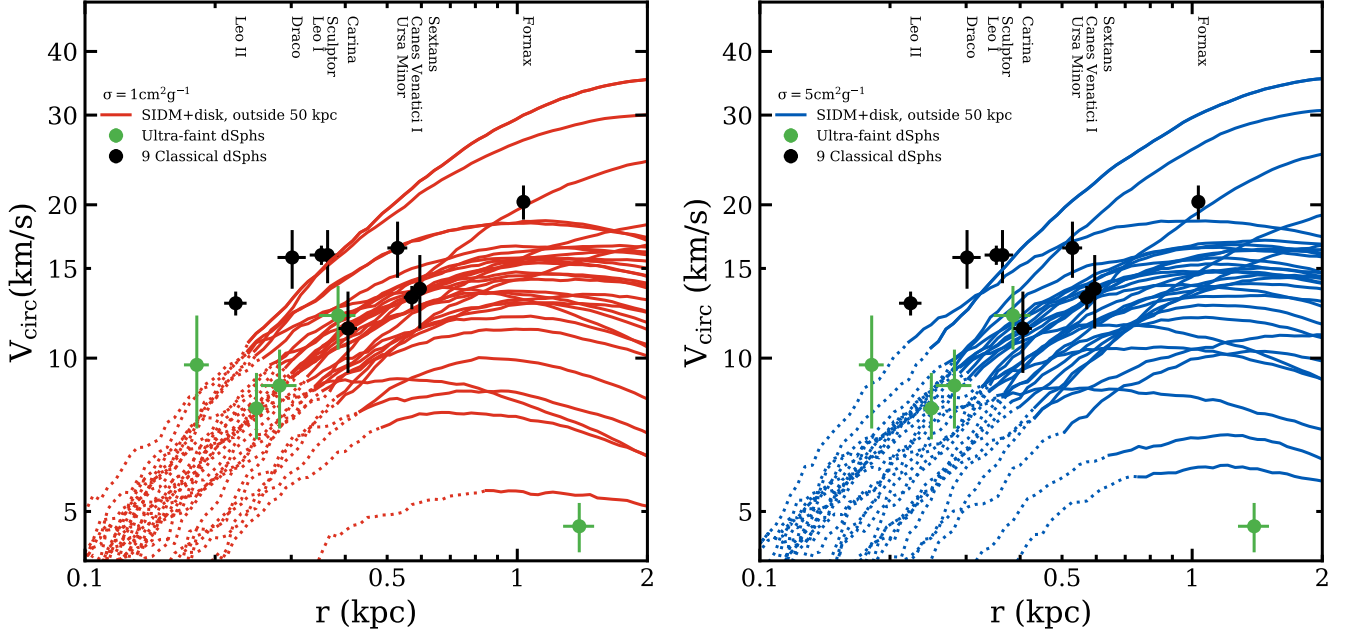 Leo II
Draco
Leo I
Sculptor
Carina
Ursa Minor
Canes Venatici I
Sextans
Fornax
σ = 1cm²g⁻¹
SIDM+disk, outside 50 kpc
Ultra-faint dSphs
9 Classical dSphs
40
30
20
15
10
5
V_circ(km/s)
0.1
0.5
1
2
r (kpc)
Leo II
Draco
Leo I
Sculptor
Carina
Ursa Minor
Canes Venatici I
Sextans
Fornax
σ = 5cm²g⁻¹
SIDM+disk, outside 50 kpc
Ultra-faint dSphs
9 Classical dSphs
40
30
20
15
10
5
V_circ (km/s)
0.1
0.5
1
2
r (kpc)